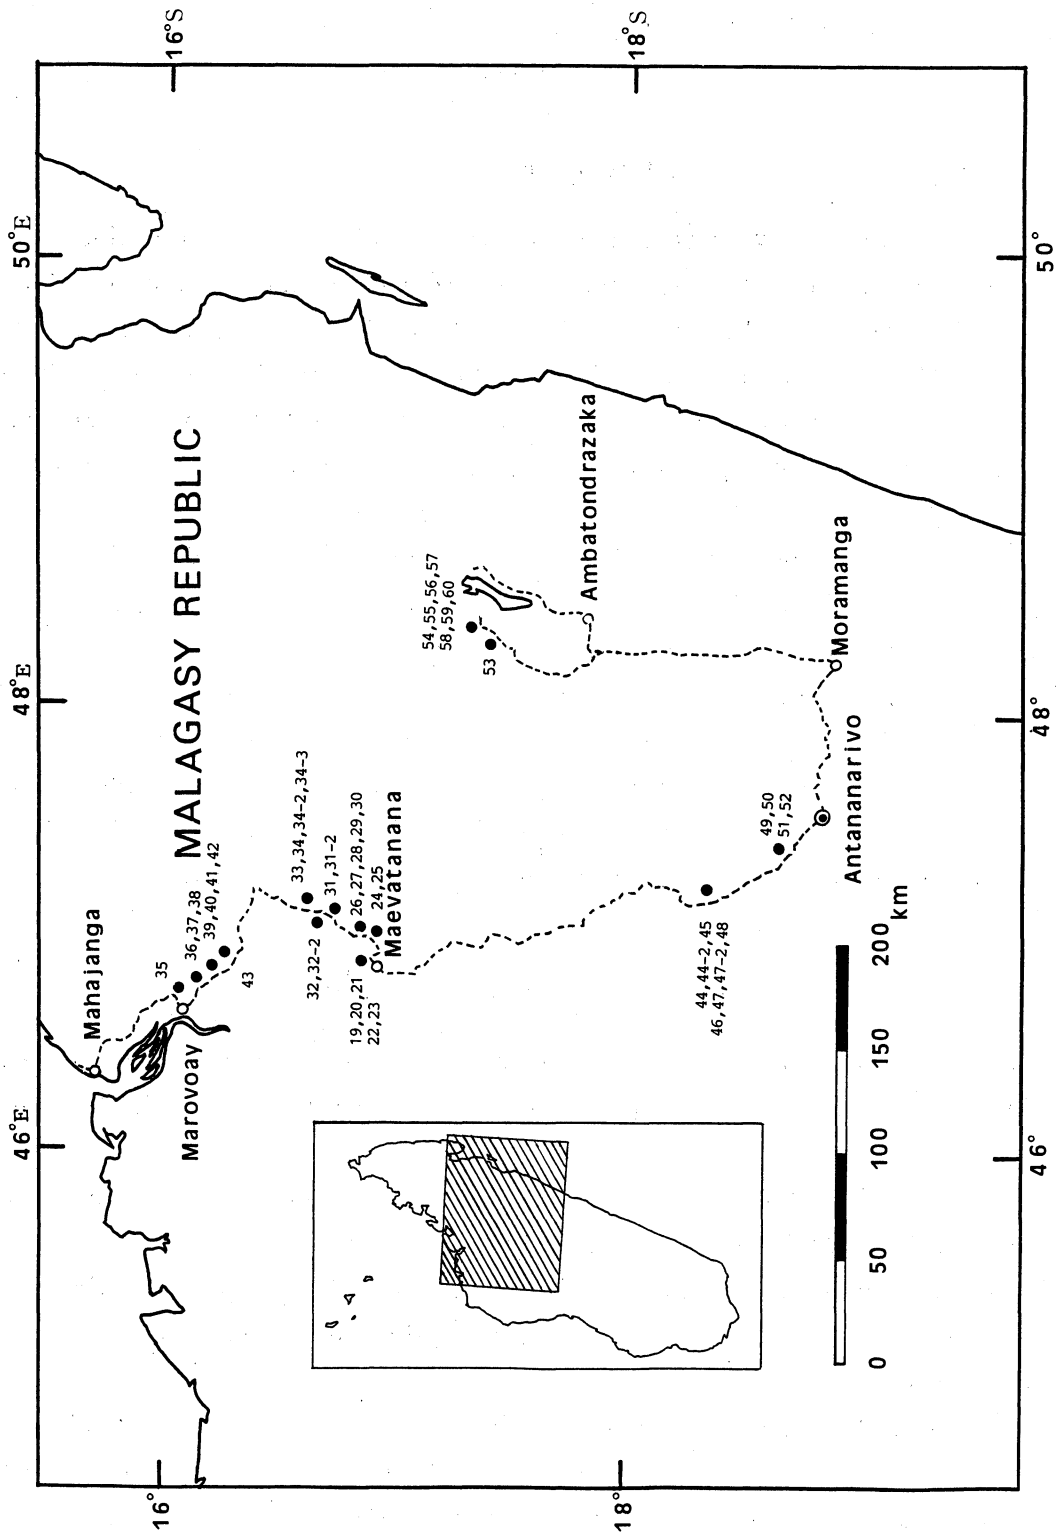 46°E
48°E
50°E
16°S
18°S
16°
18°
46°
48°
50°
MALAGASY REPUBLIC
Mahajanga
Marovoay
35
36,37,38
39,40,41,42
43
33,34,34-2,34-3
32,32-2
31,31-2
26,27,28,29,30
24,25
19,20,21
22,23
Maevatanana
54,55,56,57
58,59,60
53
Ambatondrazaka
44,44-2,45
46,47,47-2,48
49,50
51,52
Antananarivo
Moramanga
0 50 100 150 200
km